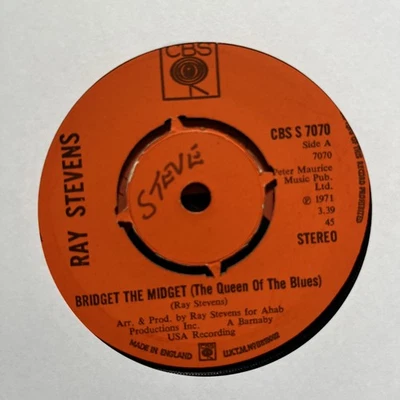 CBS
RAY STEVENS
CBS S 7070
Side A
7070
Peter Maurice
Music Pub.
Ltd.
℗ 1971
3.39
45
STEREO
STEVE
BRIDGET THE MIDGET (The Queen Of The Blues)
(Ray Stevens)
Arr. & Prod. by Ray Stevens for Ahab
Productions Inc. A Barnaby
USA Recording
MADE IN ENGLAND